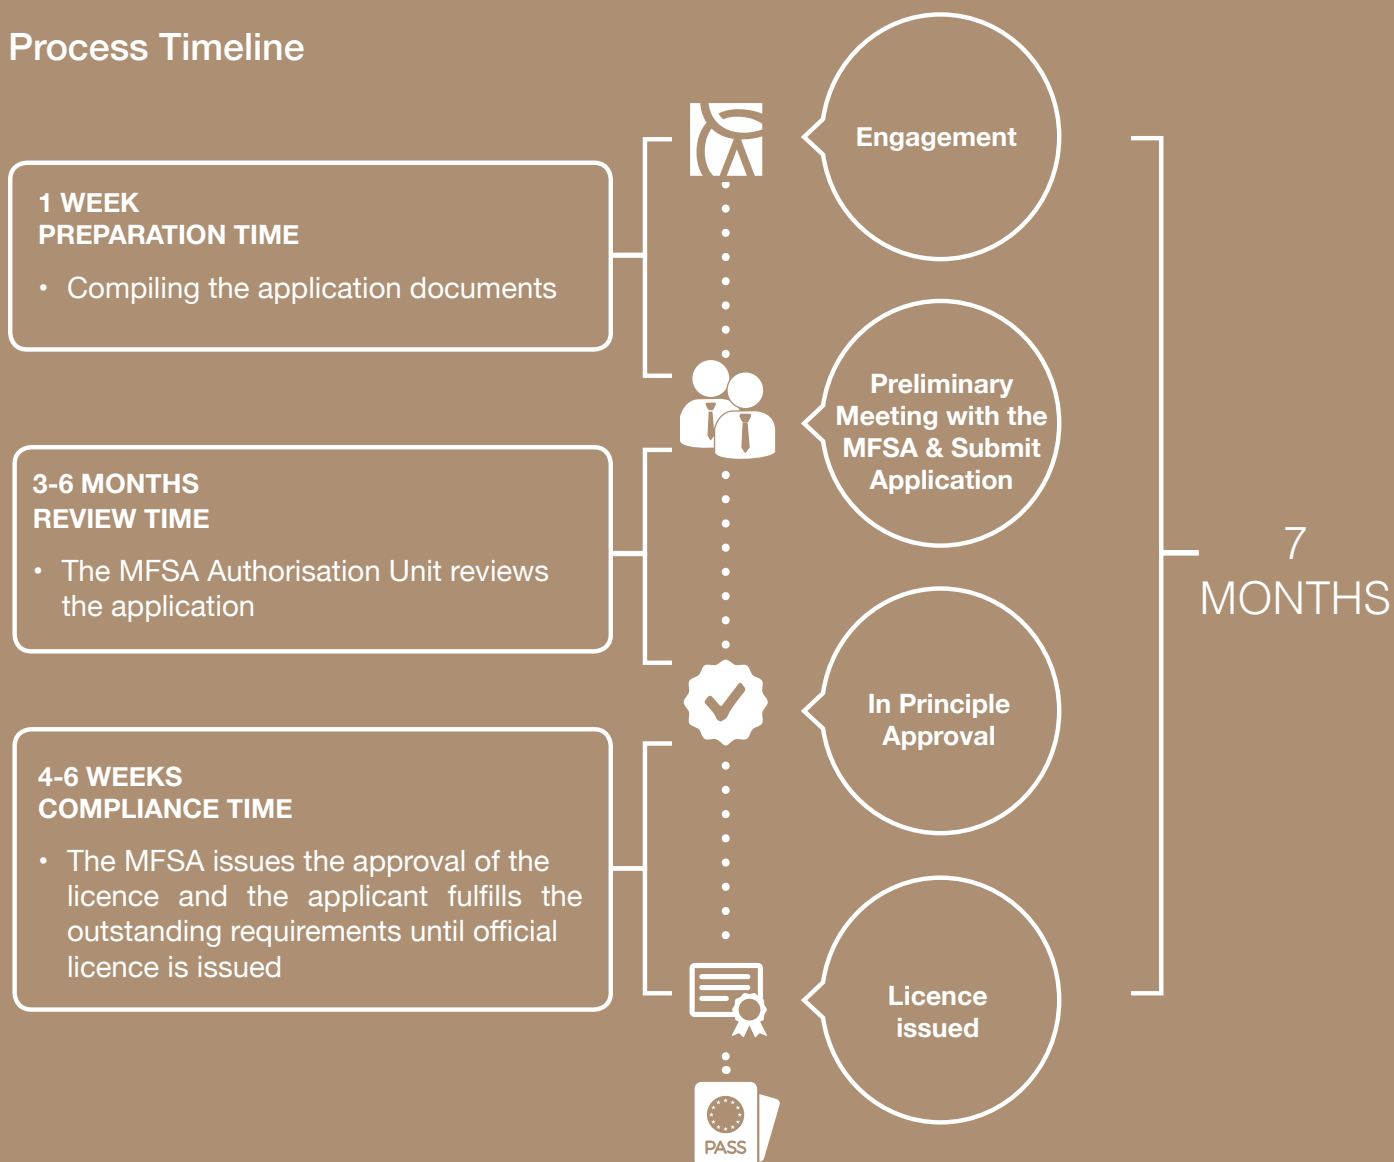 Process Timeline
Engagement
1 WEEK
PREPARATION TIME
• Compiling the application documents
Preliminary
Meeting with the
MFSA & Submit
Application
3-6 MONTHS
REVIEW TIME
• The MFSA Authorisation Unit reviews
the application
7
MONTHS
In Principle
Approval
4-6 WEEKS
COMPLIANCE TIME
• The MFSA issues the approval of the
licence and the applicant fulfills the
outstanding requirements until official
licence is issued
Licence
issued
PASS